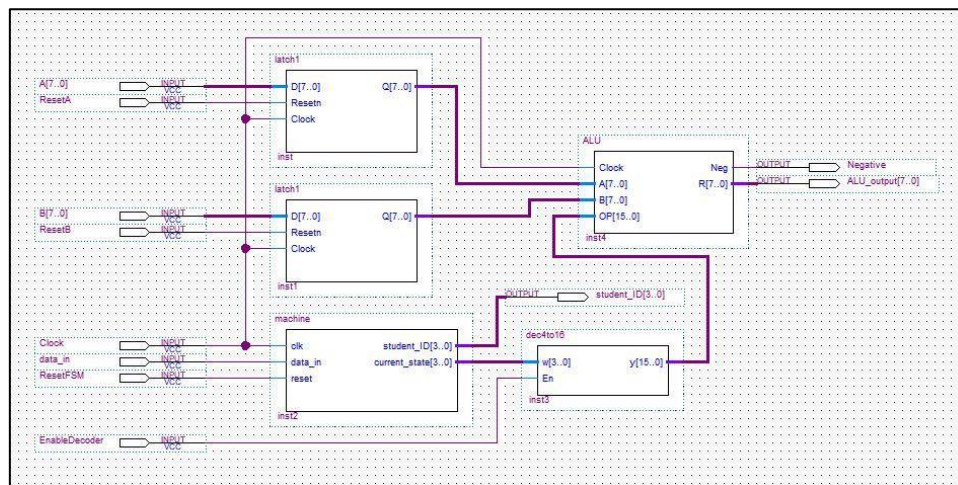 latch1
A[7..0] INPUT VCC D[7..0] Q[7..0]
ResetA INPUT VCC Resetn
Clock
inst
ALU
Clock Neg OUTPUT Negative
A[7..0] R[7..0] OUTPUT ALU_output[7..0]
B[7..0]
OP[15..0]
inst4
latch1
B[7..0] INPUT VCC D[7..0] Q[7..0]
ResetB INPUT VCC Resetn
Clock
inst1
OUTPUT student_ID[3..0]
machine
Clock INPUT VCC clk student_ID[3..0]
data_in INPUT VCC data_in current_state[3..0]
ResetFSM INPUT VCC reset
inst2
dec4to16
w[3..0] y[15..0]
En
inst3
EnableDecoder INPUT VCC